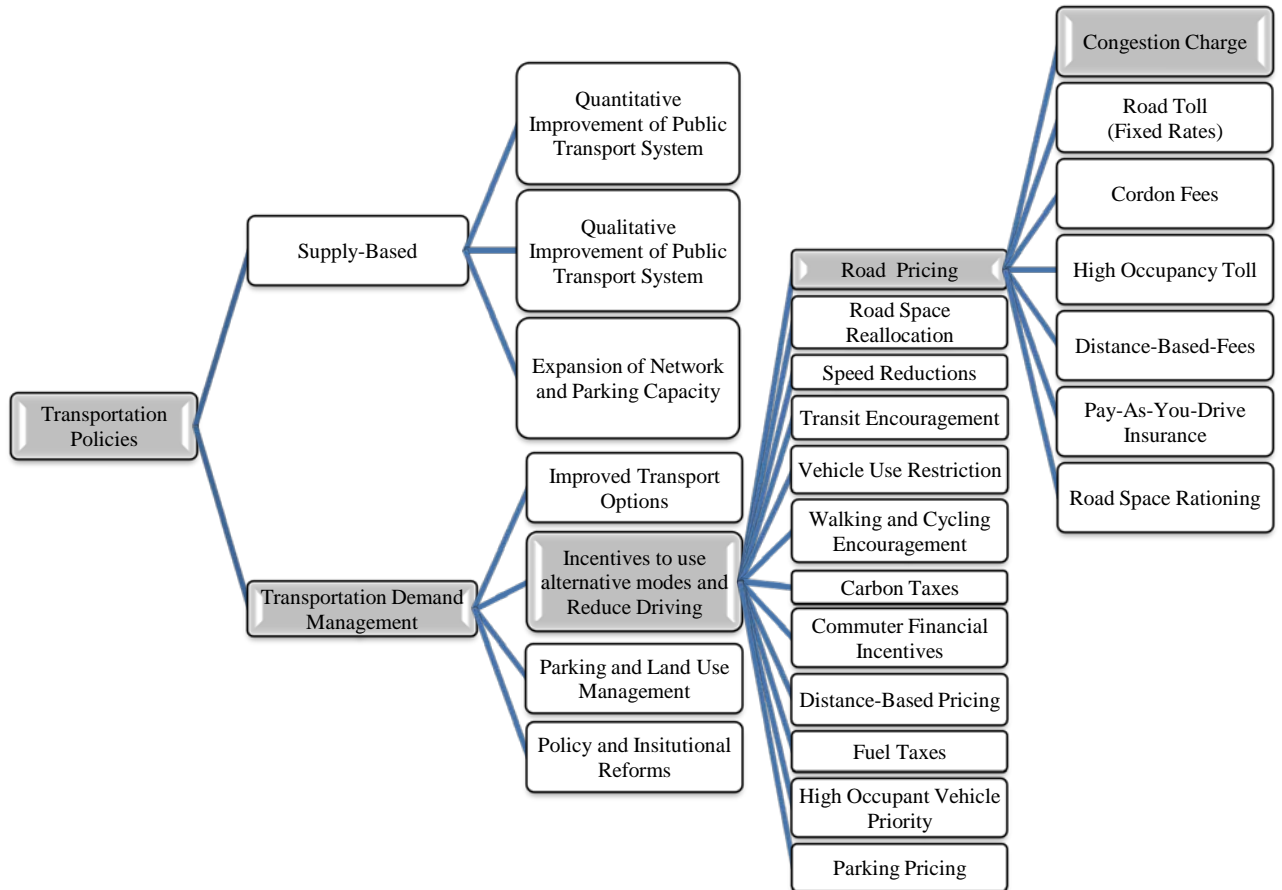 Transportation
Policies
Supply-Based
Transportation Demand
Management
Quantitative
Improvement of Public
Transport System
Qualitative
Improvement of Public
Transport System
Expansion of Network
and Parking Capacity
Improved Transport
Options
Incentives to use
alternative modes and
Reduce Driving
Parking and Land Use
Management
Policy and Insitutional
Reforms
Road Pricing
Road Space
Reallocation
Speed Reductions
Transit Encouragement
Vehicle Use Restriction
Walking and Cycling
Encouragement
Carbon Taxes
Commuter Financial
Incentives
Distance-Based Pricing
Fuel Taxes
High Occupant Vehicle
Priority
Parking Pricing
Congestion Charge
Road Toll
(Fixed Rates)
Cordon Fees
High Occupancy Toll
Distance-Based-Fees
Pay-As-You-Drive
Insurance
Road Space Rationing